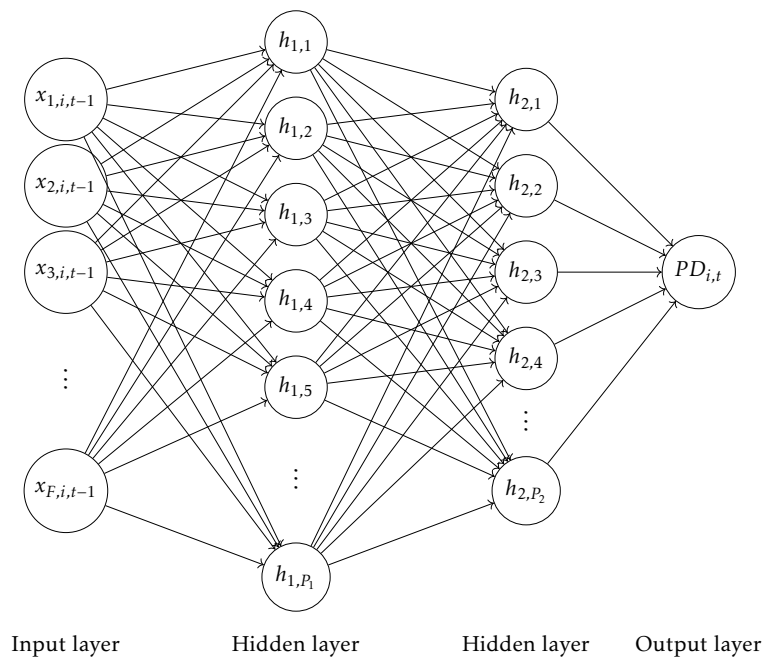 x₁,ᵢ,ₜ₋₁
x₂,ᵢ,ₜ₋₁
x₃,ᵢ,ₜ₋₁
⋮
x_F,i,t−1
h₁,₁
h₁,₂
h₁,₃
h₁,₄
h₁,₅
⋮
h₁,P₁
h₂,₁
h₂,₂
h₂,₃
h₂,₄
⋮
h₂,P₂
PDᵢ,ₜ
Input layer
Hidden layer
Hidden layer
Output layer